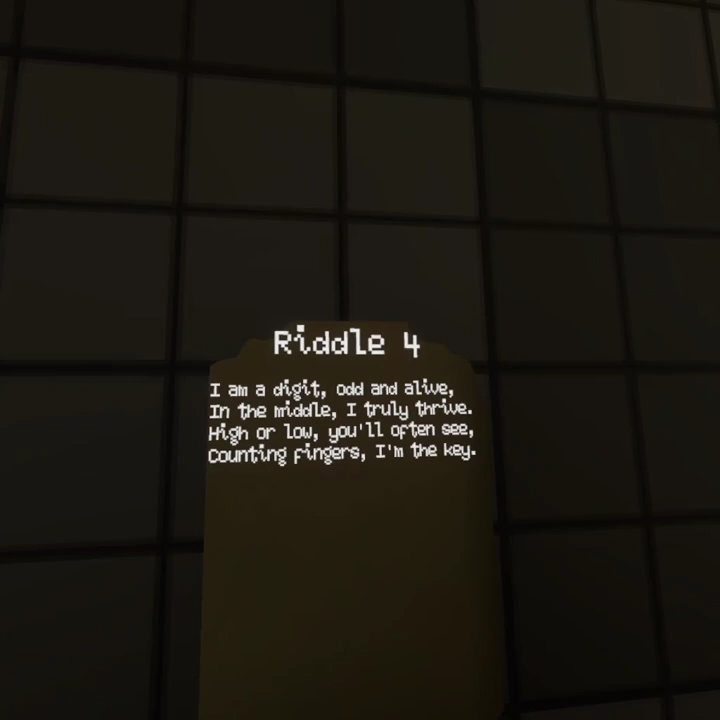 Riddle 4
I am a digit, odd and alive,
In the middle, I truly thrive.
High or low, you'll often see,
Counting fingers, I'm the key.